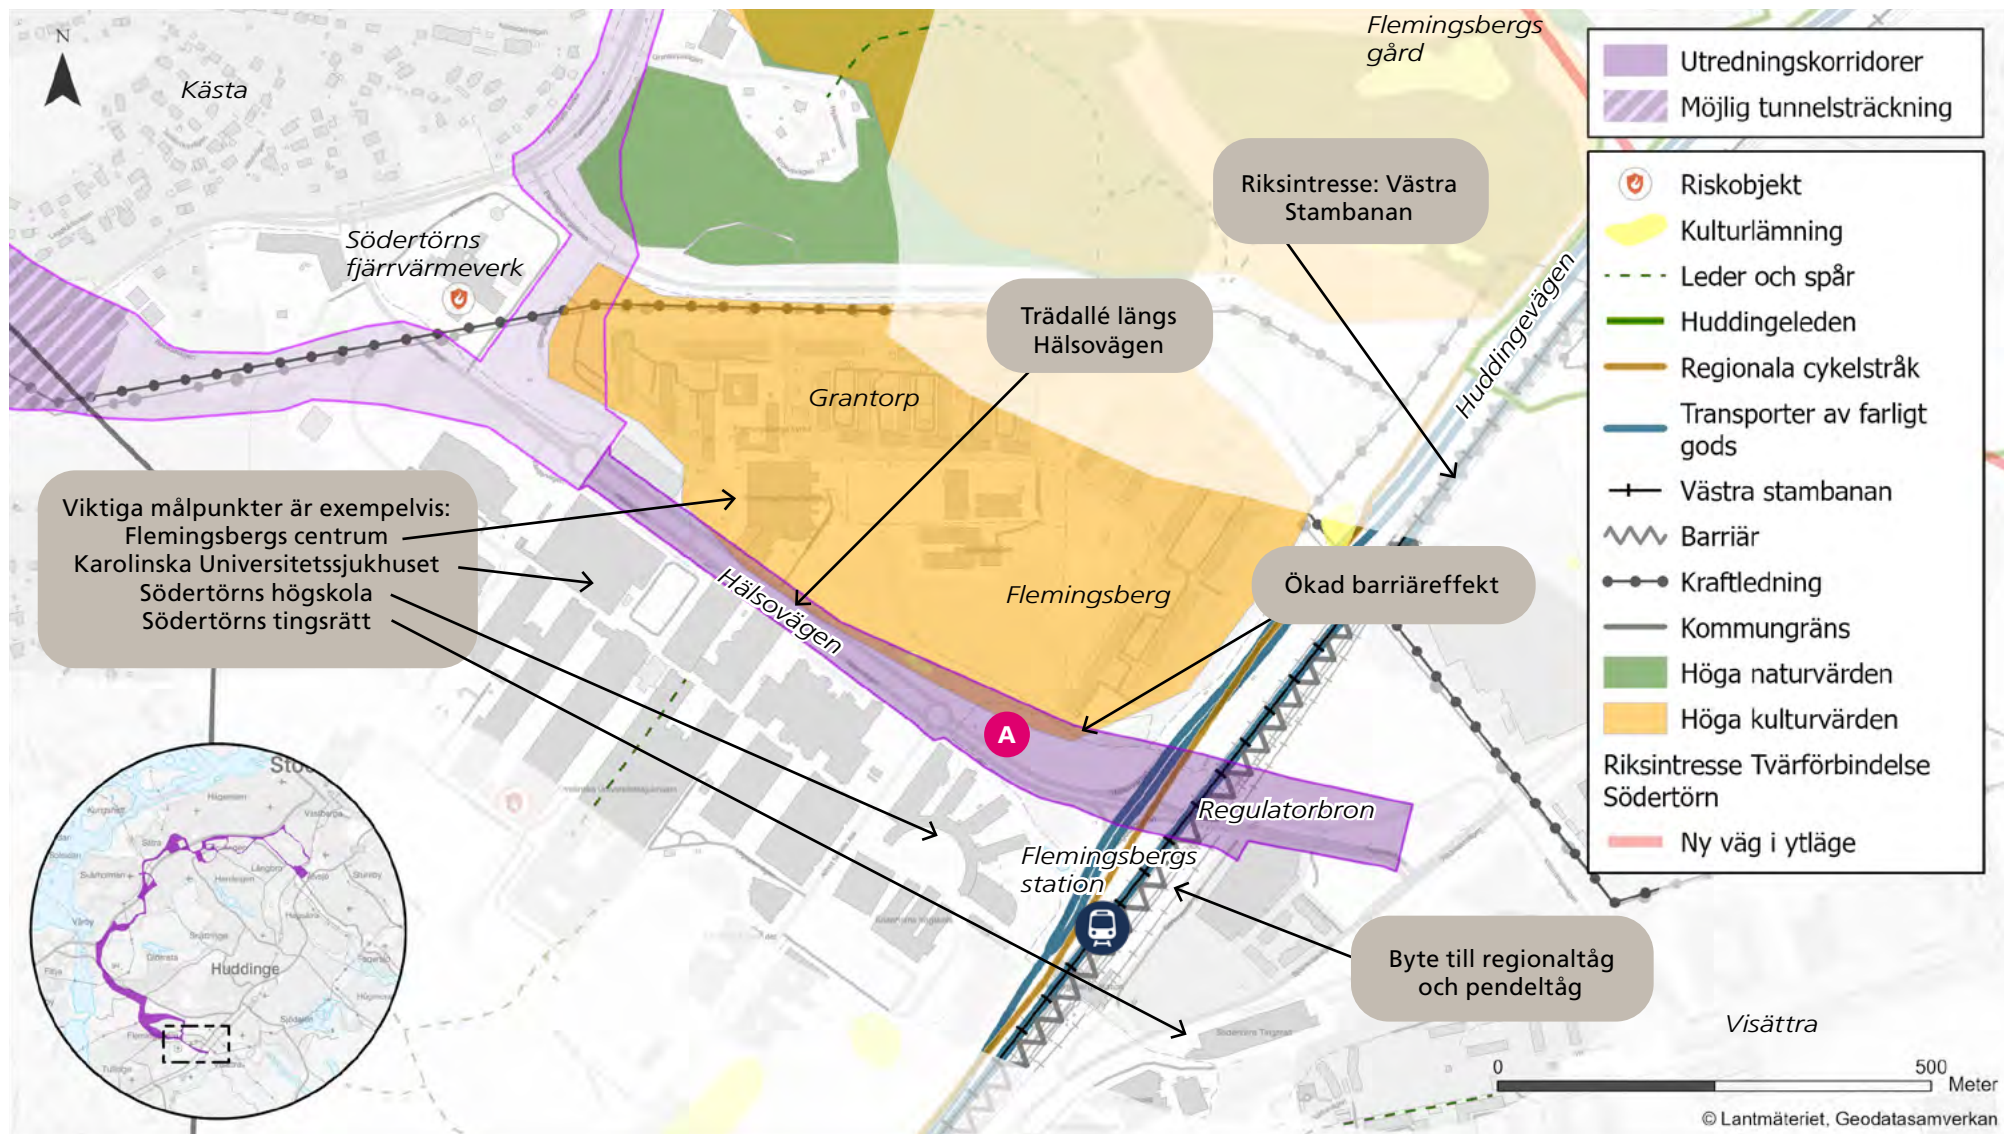 N
Kästa
Flemingsbergs
gård
Södertörns
fjärrvärmeverk
Riksintresse: Västra
Stambanan
Trädallé längs
Hälsovägen
Huddingevägen
Grantorp
Viktiga målpunkter är exempelvis:
Flemingsbergs centrum
Karolinska Universitetssjukhuset
Södertörns högskola
Södertörns tingsrätt
Hälsovägen
Flemingsberg
Ökad barriäreffekt
A
Regulatorbron
Flemingsbergs
station
Byte till regionaltåg
och pendeltåg
Visättra
Södertörns Tingsrätt
Utredningskorridorer
Möjlig tunnelsträckning
Riskobjekt
Kulturlämning
Leder och spår
Huddingeleden
Regionala cykelstråk
Transporter av farligt
gods
Västra stambanan
Barriär
Kraftledning
Kommungräns
Höga naturvärden
Höga kulturvärden
Riksintresse Tvärförbindelse
Södertörn
Ny väg i ytläge
Huddinge
0 500
Meter
© Lantmäteriet, Geodatasamverkan